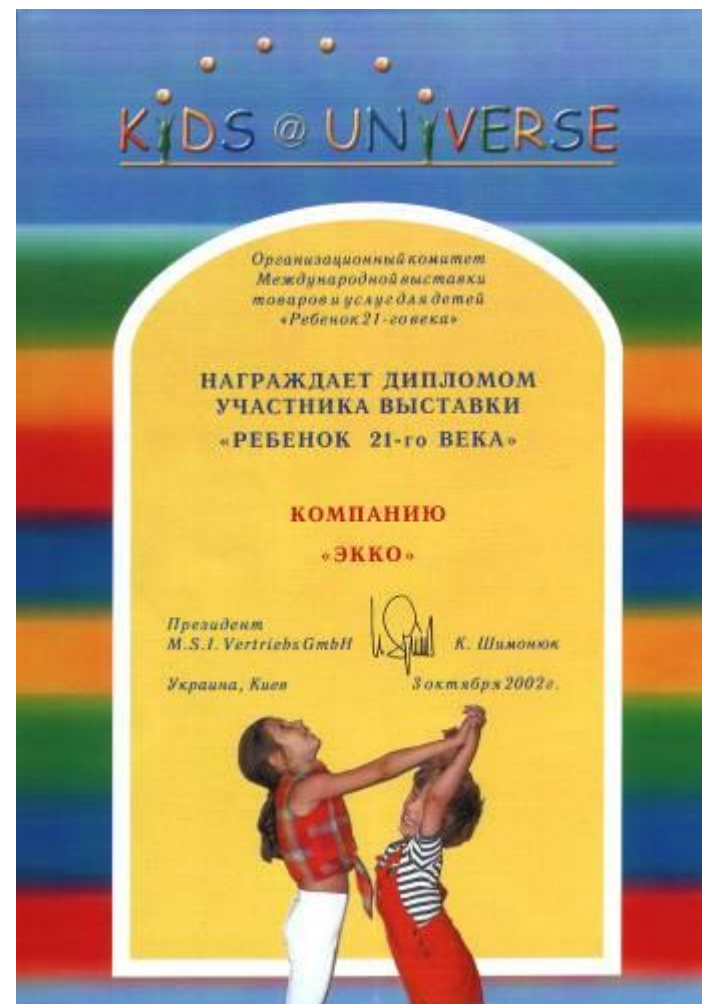 KiDS @ UNiVERSE
Организационный комитет
Международной выставки
товаров и услуг для детей
«Ребенок 21-го века»
НАГРАЖДАЕТ ДИПЛОМОМ
УЧАСТНИКА ВЫСТАВКИ
«РЕБЕНОК 21-го ВЕКА»
КОМПАНИЮ
«ЭККО»
Президент
M.S.I. Vertriebs GmbH К. Шимонюк
Украина, Киев 3 октября 2002 г.